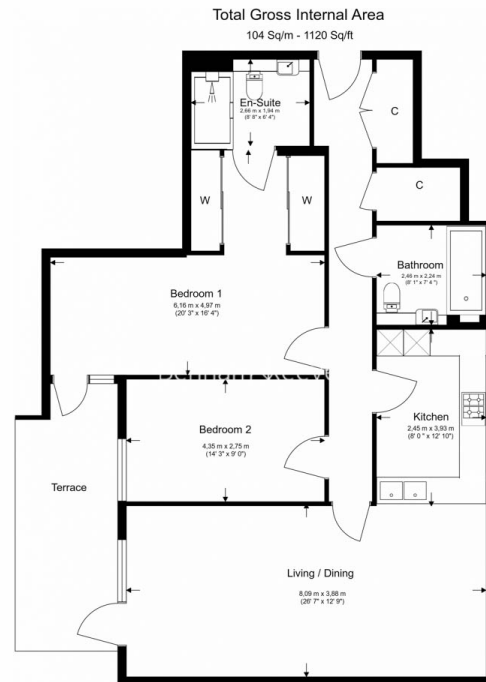 Total Gross Internal Area
104 Sq/m - 1120 Sq/ft
En-Suite
2,66 m x 1,94 m
(8' 8" x 6' 4")
C
C
W
W
Bathroom
2,46 m x 2,24 m
(8' 1" x 7' 4")
Bedroom 1
6,16 m x 4,97 m
(20' 3" x 16' 4")
Kitchen
2,45 m x 3,93 m
(8' 0" x 12' 10")
Bedroom 2
4,35 m x 2,75 m
(14' 3" x 9' 0")
Terrace
Living / Dining
8,09 m x 3,88 m
(26' 7" x 12' 9")